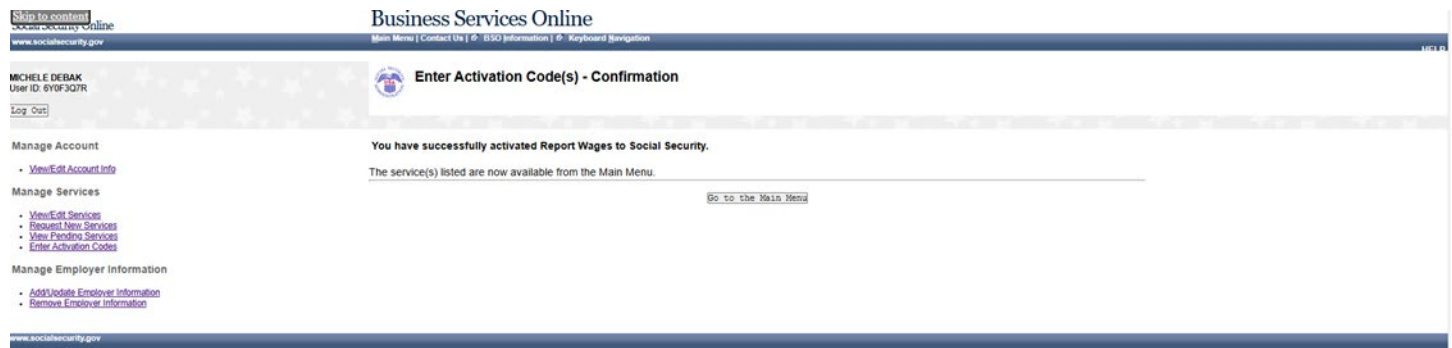 Skip to content
Social Security Online
www.socialsecurity.gov
Business Services Online
Main Menu | Contact Us | BSO Information | Keyboard Navigation
HELP
MICHELE DEBAK
User ID: 6Y0F3Q7R
Log Out
Enter Activation Code(s) - Confirmation
Manage Account
View/Edit Account Info
Manage Services
View/Edit Services
Request New Services
View Pending Services
Enter Activation Codes
Manage Employer Information
Add/Update Employer Information
Remove Employer Information
You have successfully activated Report Wages to Social Security.
The service(s) listed are now available from the Main Menu.
Go to the Main Menu
www.socialsecurity.gov